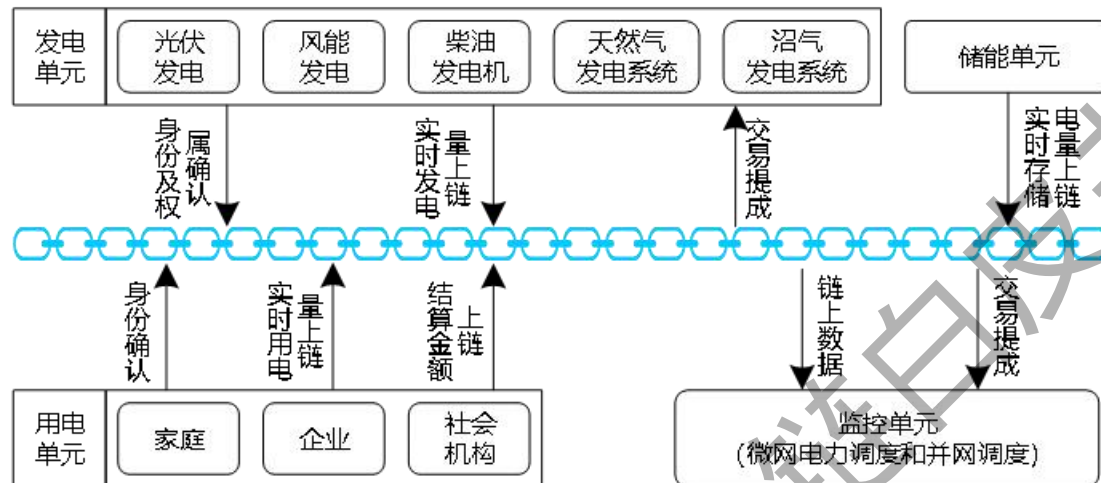 发电
单元
光伏
发电
风能
发电
柴油
发电机
天然气
发电系统
沼气
发电系统
储能单元
身份及权
属确认
实时发电
量上链
交易提成
实时存储
电量上链
身份确认
实时用电
量上链
结算金额
上链
链上数据
交易提成
用电
单元
家庭
企业
社会
机构
监控单元
(微网电力调度和并网调度)
链白皮